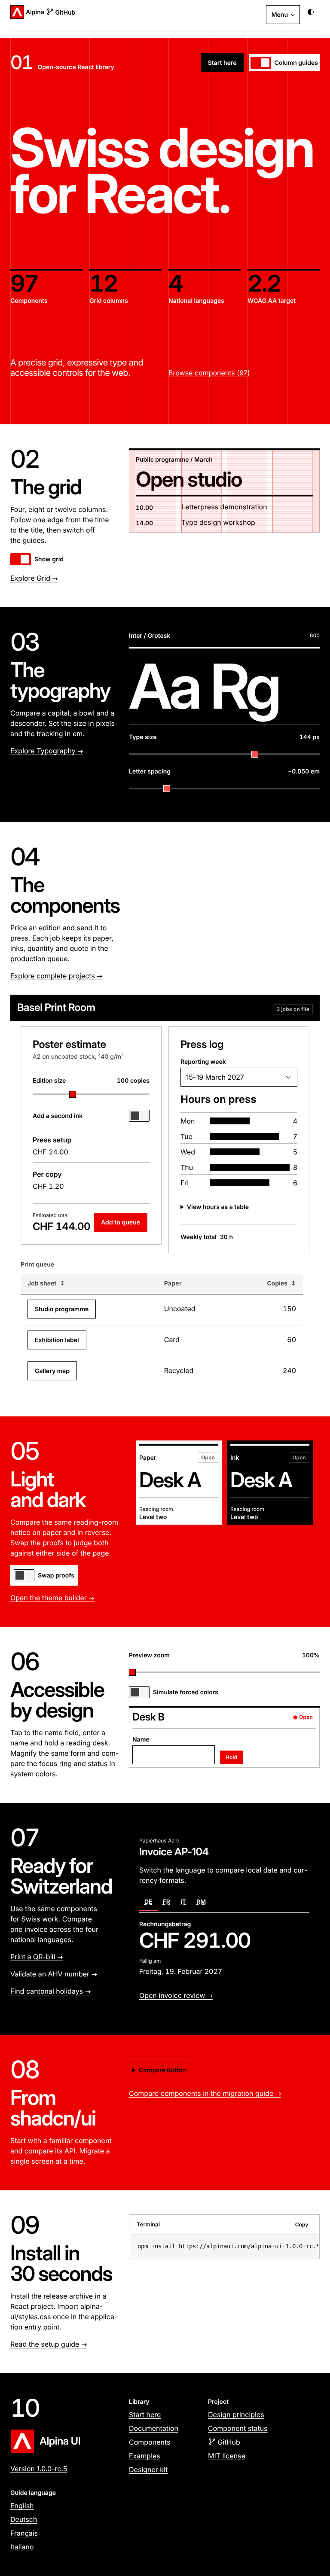 Alpina
GitHub
Menu
01
Open-source React library
Start here
Column guides
Swiss design
for React.
97
12
4
2.2
Components
Grid columns
National languages
WCAG AA target
A precise grid, expressive type and
accessible controls for the web.
Browse components (97)
02
The grid
Four, eight or twelve columns.
Follow one edge from the time
to the title, then switch off
the guides.
Show grid
Explore Grid →
Public programme / March
Open studio
10.00 Letterpress demonstration
14.00 Type design workshop
03
The
typography
Compare a capital, a bowl and a
descender. Set the size in pixels
and the tracking in em.
Explore Typography →
Inter / Grotesk
600
Aa Rg
Type size
144 px
Letter spacing
−0.050 em
04
The
components
Price an edition and send it to
press. Each job keeps its paper,
inks, quantity and quote in the
production queue.
Explore complete projects →
Basel Print Room
3 jobs on file
Poster estimate
A2 on uncoated stock, 140 g/m²
Edition size
100 copies
Add a second ink
Press setup
CHF 24.00
Per copy
CHF 1.20
Estimated total
CHF 144.00
Add to queue
Press log
Reporting week
15–19 March 2027
Hours on press
Mon 4
Tue 7
Wed 5
Thu 8
Fri 6
View hours as a table
Weekly total 30 h
Print queue
Job sheet ↕ Paper Copies ↕
Studio programme Uncoated 150
Exhibition label Card 60
Gallery map Recycled 240
05
Light
and dark
Compare the same reading-room
notice on paper and in reverse.
Swap the proofs to judge both
against either side of the page.
Swap proofs
Open the theme builder →
Paper
Open
Desk A
Reading room
Level two
Ink
Open
Desk A
Reading room
Level two
06
Accessible
by design
Tab to the name field, enter a
name and hold a reading desk.
Magnify the same form and com-
pare the focus ring and status in
system colors.
Preview zoom
100%
Simulate forced colors
Desk B
Open
Name
Hold
07
Ready for
Switzerland
Use the same components
for Swiss work. Compare
one invoice across the four
national languages.
Print a QR-bill →
Validate an AHV number →
Find cantonal holidays →
Papierhaus Aare
Invoice AP-104
Switch the language to compare local date and cur-
rency formats.
DE FR IT RM
Rechnungsbetrag
CHF 291.00
Fällig am
Freitag, 19. Februar 2027
Open invoice review →
08
From
shadcn/ui
Start with a familiar component
and compare its API. Migrate a
single screen at a time.
Compare Button
Compare components in the migration guide →
09
Install in
30 seconds
Install the release archive in a
React project. Import alpina-
ui/styles.css once in the applica-
tion entry point.
Read the setup guide →
Terminal
Copy
npm install https://alpinaui.com/alpina-ui-1.0.0-rc.5
10
Alpina UI
Version 1.0.0-rc.5
Guide language
English
Deutsch
Français
Italiano
Library
Start here
Documentation
Components
Examples
Designer kit
Project
Design principles
Component status
GitHub
MIT license